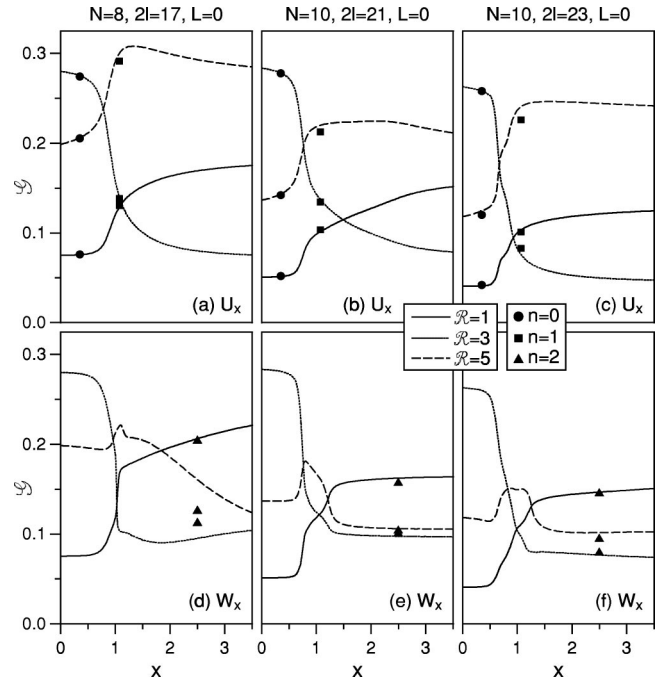 N=8, 2l=17, L=0
N=10, 2l=21, L=0
N=10, 2l=23, L=0
0.3
0.2
𝒢
0.1
0.0
(a) Uₓ
(b) Uₓ
(c) Uₓ
ℛ=1
ℛ=3
ℛ=5
n=0
n=1
n=2
0.3
0.2
𝒢
0.1
0.0
(d) Wₓ
(e) Wₓ
(f) Wₓ
0 1 2 3
0 1 2 3
0 1 2 3
x
x
x